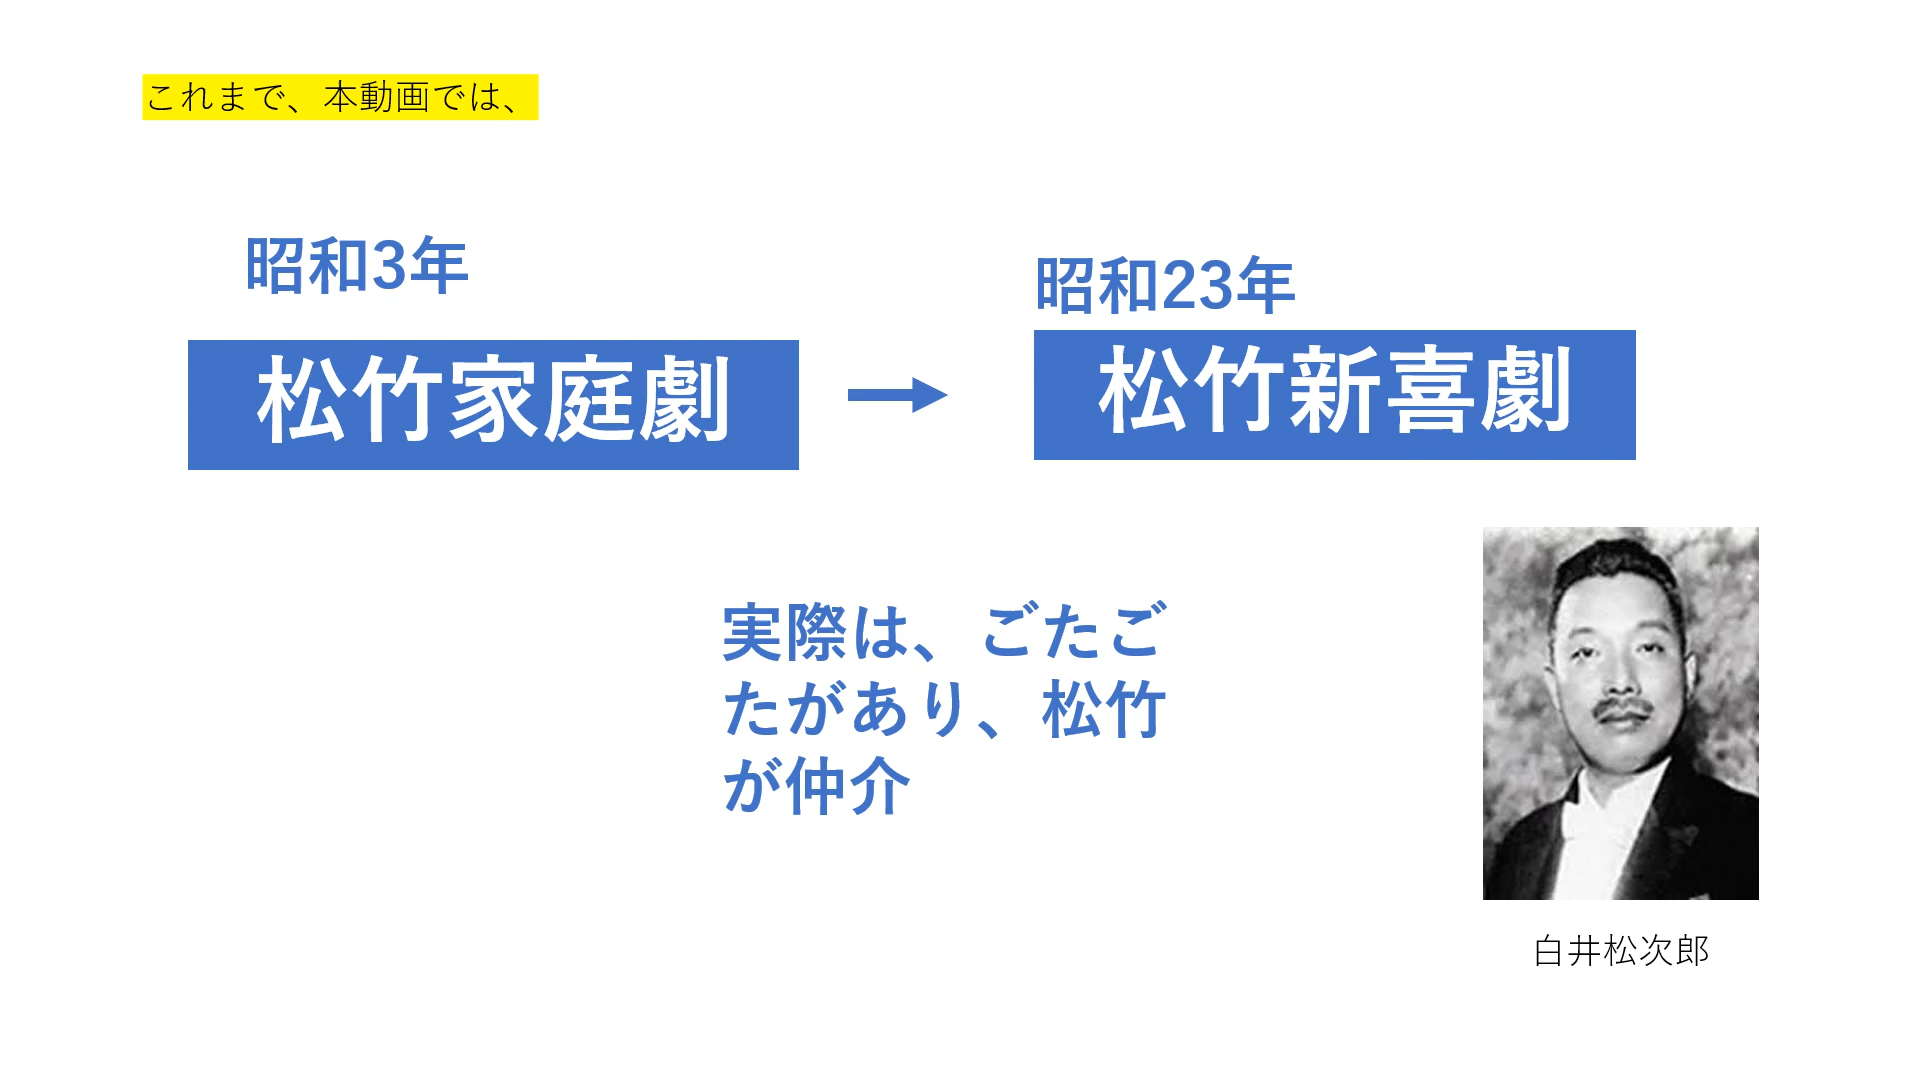 これまで、本動画では、
昭和3年
松竹家庭劇
昭和23年
松竹新喜劇
実際は、ごたご
たがあり、松竹
が仲介
白井松次郎